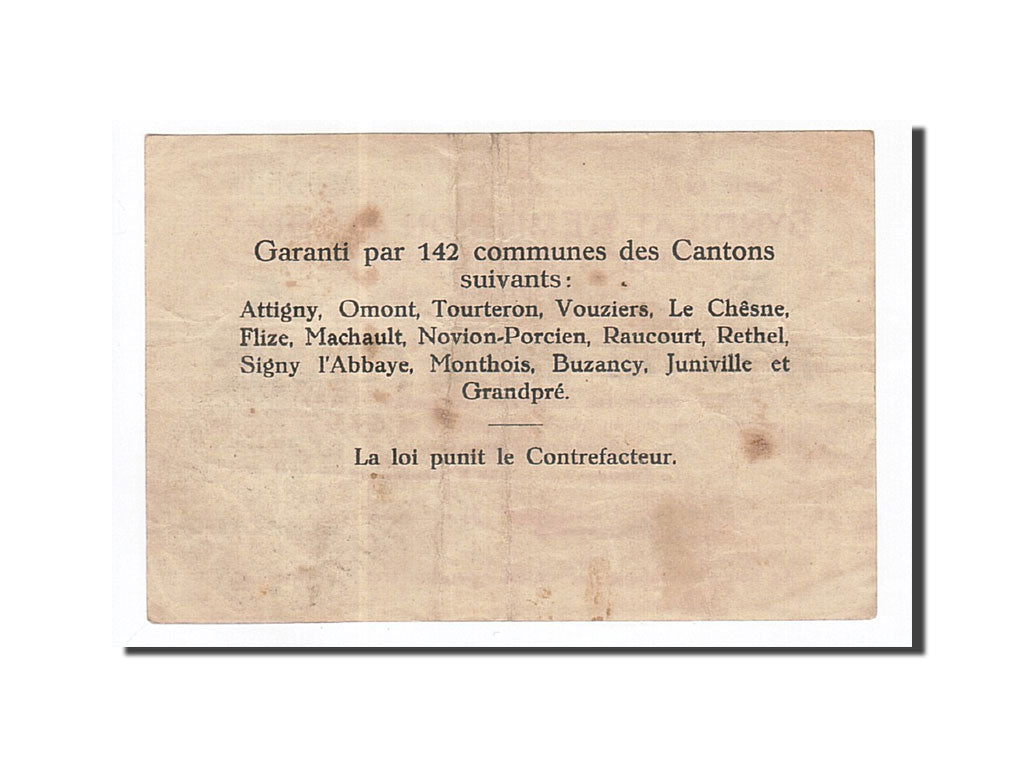 Garanti par 142 communes des Cantons
suivants:
Attigny, Omont, Tourteron, Vouziers, Le Chêsne,
Flize, Machault, Novion-Porcien, Raucourt, Rethel,
Signy l'Abbaye, Monthois, Buzancy, Juniville et
Grandpré.
La loi punit le Contrefacteur.